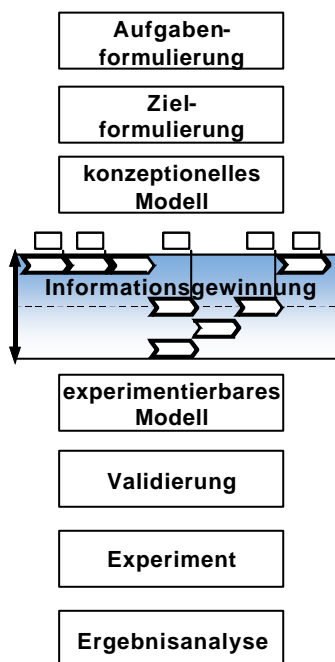 Aufgaben-
formulierung
Ziel-
formulierung
konzeptionelles
Modell
Informationsgewinnung
experimentierbares
Modell
Validierung
Experiment
Ergebnisanalyse